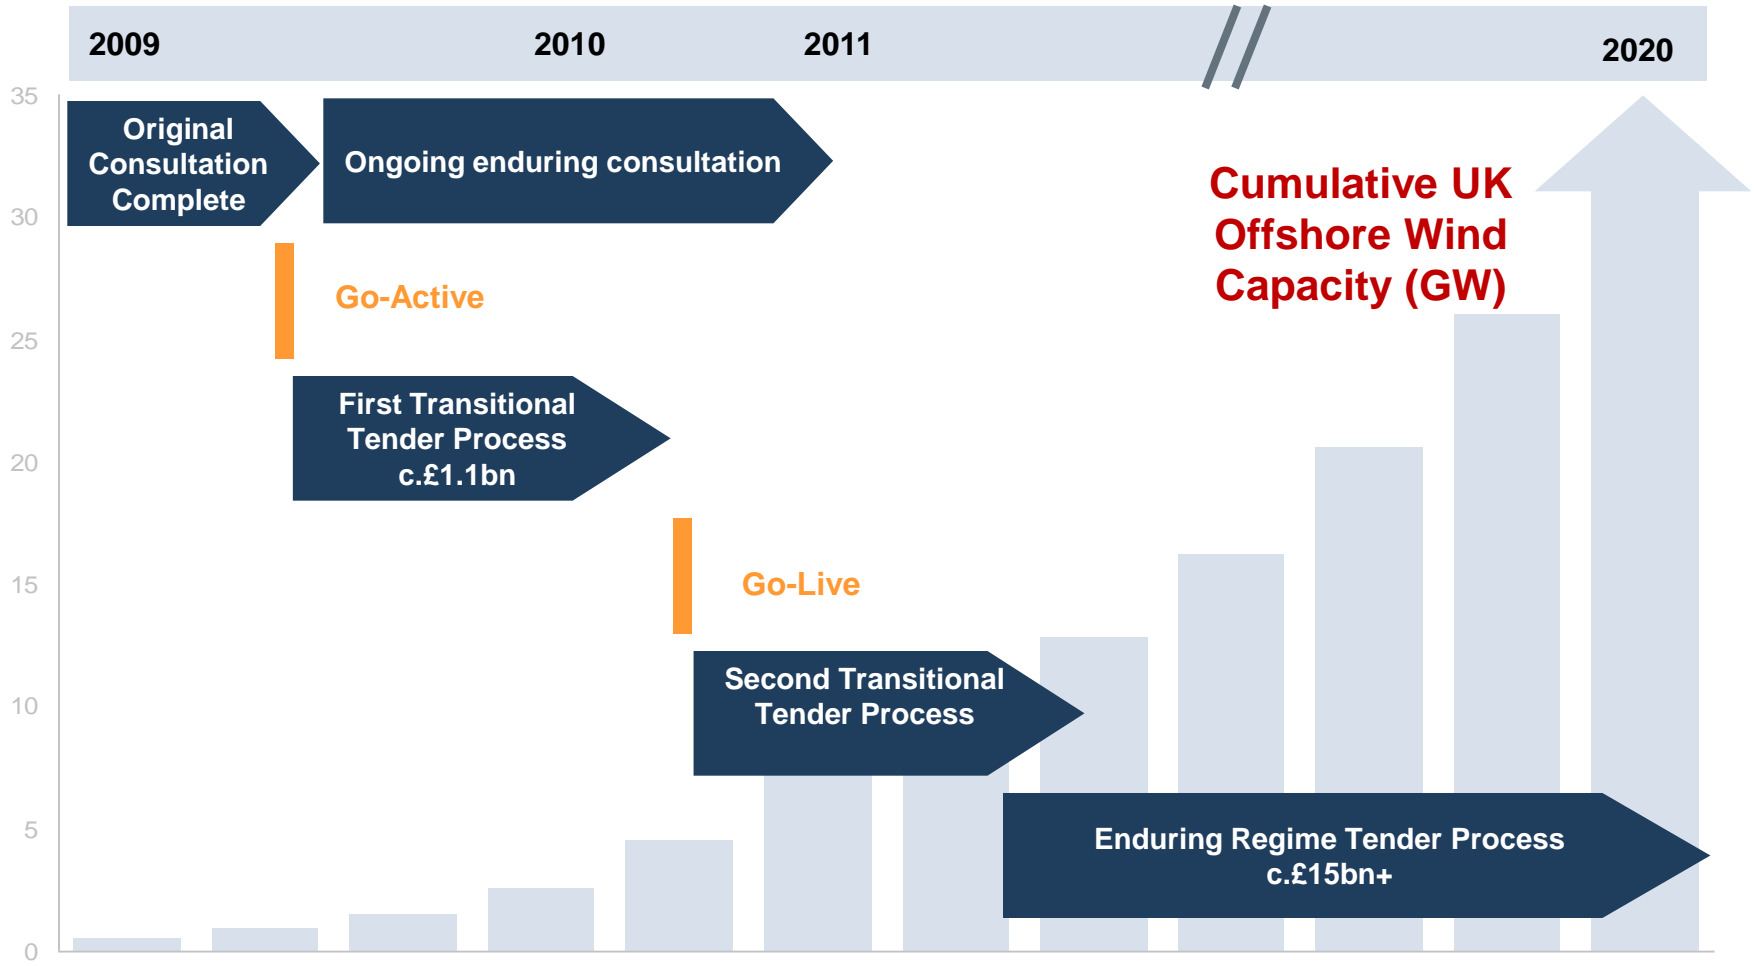 2009 2010 2011 2020
35
Original
Consultation
Complete
Ongoing enduring consultation
Cumulative UK
Offshore Wind
Capacity (GW)
30
Go-Active
25
First Transitional
Tender Process
c.£1.1bn
20
15
Go-Live
Second Transitional
Tender Process
10
5
Enduring Regime Tender Process
c.£15bn+
0